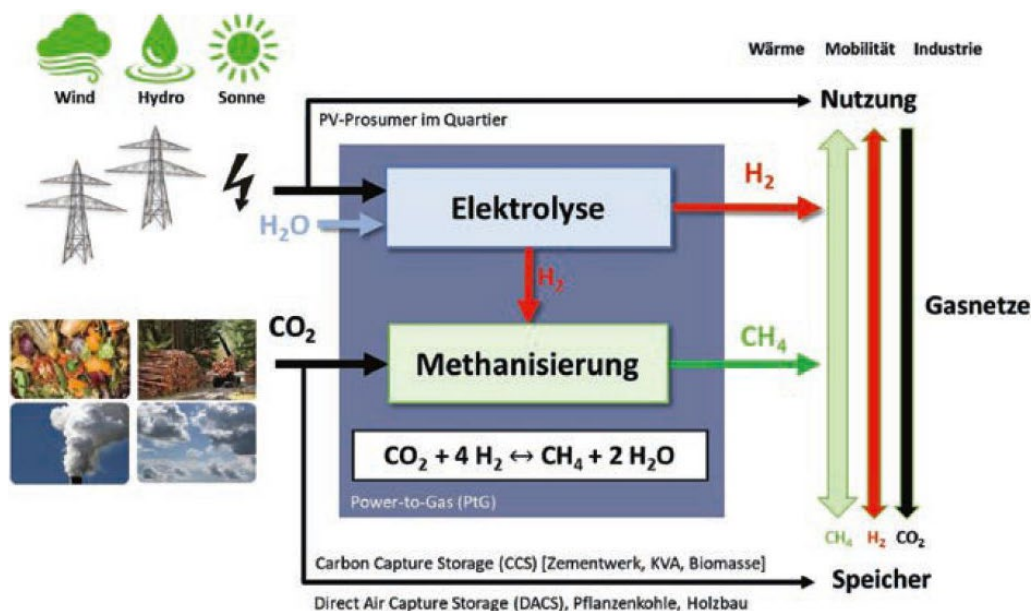 Wärme Mobilität Industrie
Wind Hydro Sonne
Nutzung
PV-Prosumer im Quartier
H₂
Elektrolyse
H₂O
H₂
Gasnetze
CO₂
CH₄
Methanisierung
CO₂ + 4 H₂ ↔ CH₄ + 2 H₂O
Power-to-Gas (PtG)
CH₄ H₂ CO₂
Carbon Capture Storage (CCS) [Zementwerk, KVA, Biomasse]
Speicher
Direct Air Capture Storage (DACS), Pflanzenkohle, Holzbau